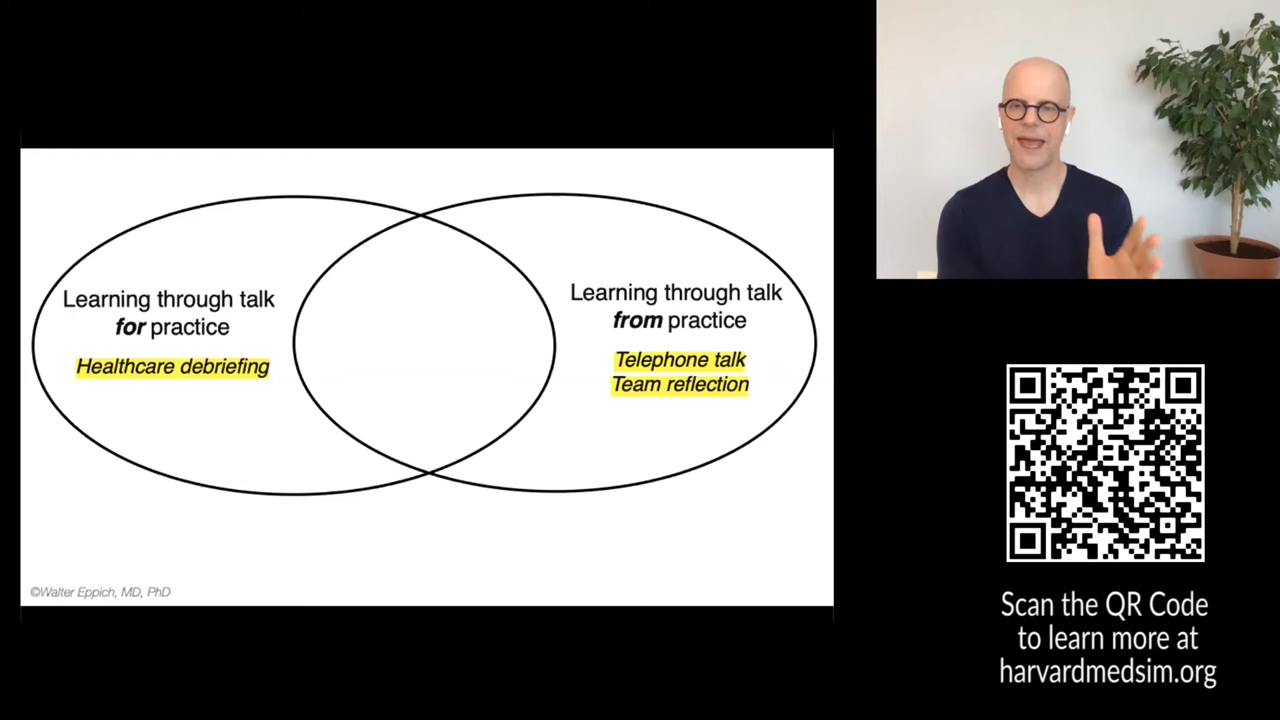 Learning through talk
for practice
Healthcare debriefing
Learning through talk
from practice
Telephone talk
Team reflection
©Walter Eppich, MD, PhD
Scan the QR Code
to learn more at
harvardmedsim.org